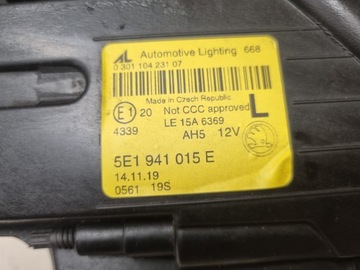 AL Automotive Lighting 668
0 301 104 231 07
Made in Czech Republic
E1 20 Not CCC approved L
LE 15A 6369
4339 AH5 12V
5E1 941 015 E
14.11.19
0561 19S